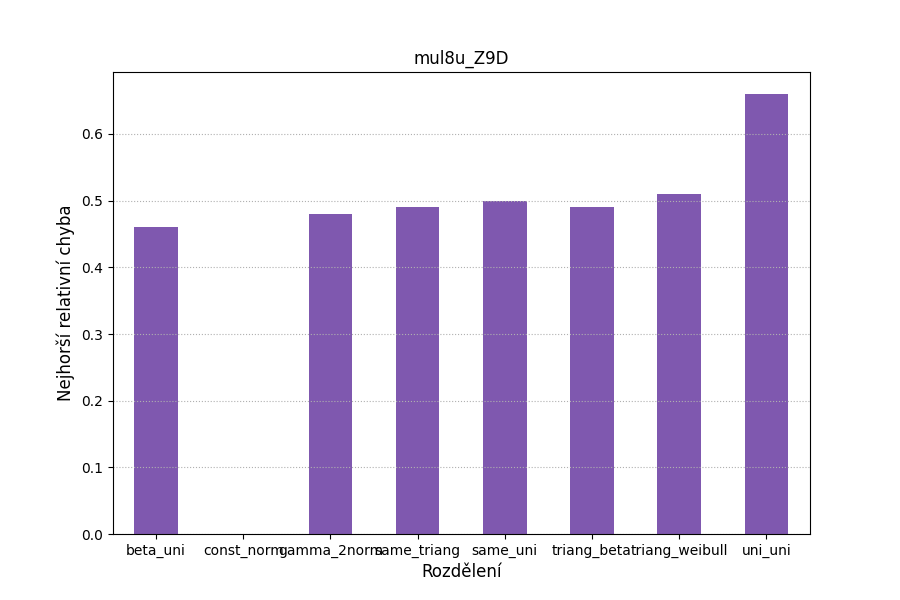 mul8u_Z9D
Nejhorší relativní chyba
0.6
0.5
0.4
0.3
0.2
0.1
0.0
beta_uni const_norm gamma_2norm same_triang same_uni triang_beta triang_weibull uni_uni
Rozdělení